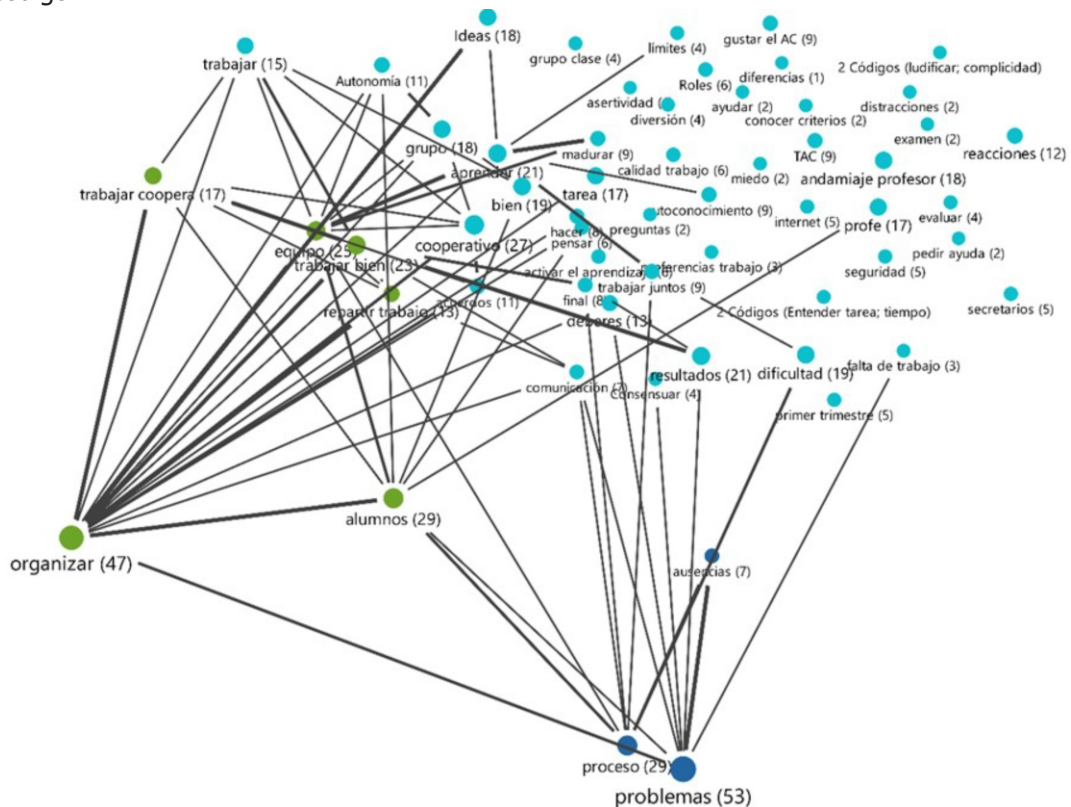 Ideas (18)
gustar el AC (9)
límites (4)
grupo clase (4)
trabajar (15)
2 Códigos (ludificar; complicidad)
Autonomía (11)
diferencias (1)
Roles (6)
asertividad
ayudar (2)
distracciones (2)
diversión (4)
conocer criterios (2)
examen (2)
grupo (18)
madurar (9)
TAC (9)
reacciones (12)
aprender (21)
calidad trabajo (6)
miedo (2)
andamiaje profesor (18)
trabajar coopera (17)
bien (19)
tarea (17)
autoconocimiento (9)
internet (5)
profe (17)
evaluar (4)
hacer (8)
preguntas (2)
cooperativo (27)
pensar (6)
equipo (25)
pedir ayuda (2)
trabajar bien (23)
activar el aprendizaje
preferencias trabajo (3)
seguridad (5)
trabajar juntos (9)
acuerdos (11)
final (8)
repartir trabajo (13)
deberes (13)
2 Códigos (Entender tarea; tiempo)
secretarios (5)
resultados (21)
dificultad (19)
falta de trabajo (3)
comunicación
Consensuar (4)
primer trimestre (5)
alumnos (29)
organizar (47)
ausencias (7)
proceso (29)
problemas (53)